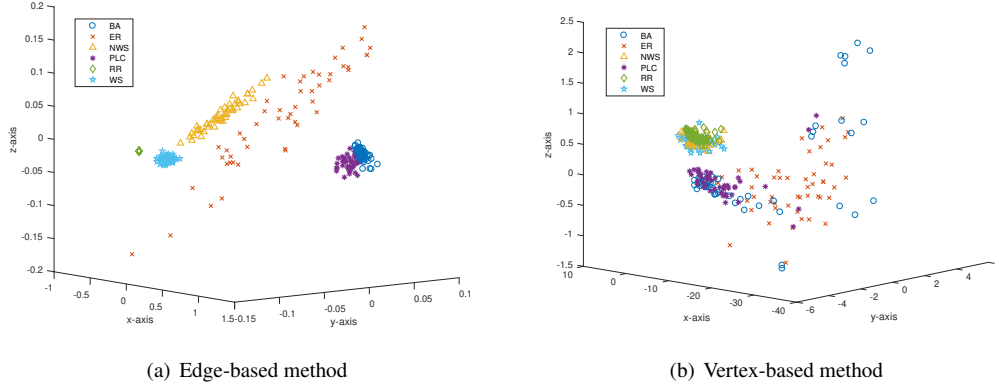 BA
ER
NWS
PLC
RR
WS
0.2
0.15
0.1
0.05
0
-0.05
-0.1
-0.15
-0.2
z-axis
-1
-0.5
0
0.5
1
1.5
x-axis
-0.15
-0.1
-0.05
0
0.05
0.1
y-axis
(a) Edge-based method
BA
ER
NWS
PLC
RR
WS
2.5
2
1.5
1
0.5
0
-0.5
-1
-1.5
z-axis
10
0
-10
-20
-30
-40
x-axis
-6
-4
-2
0
2
4
y-axis
(b) Vertex-based method